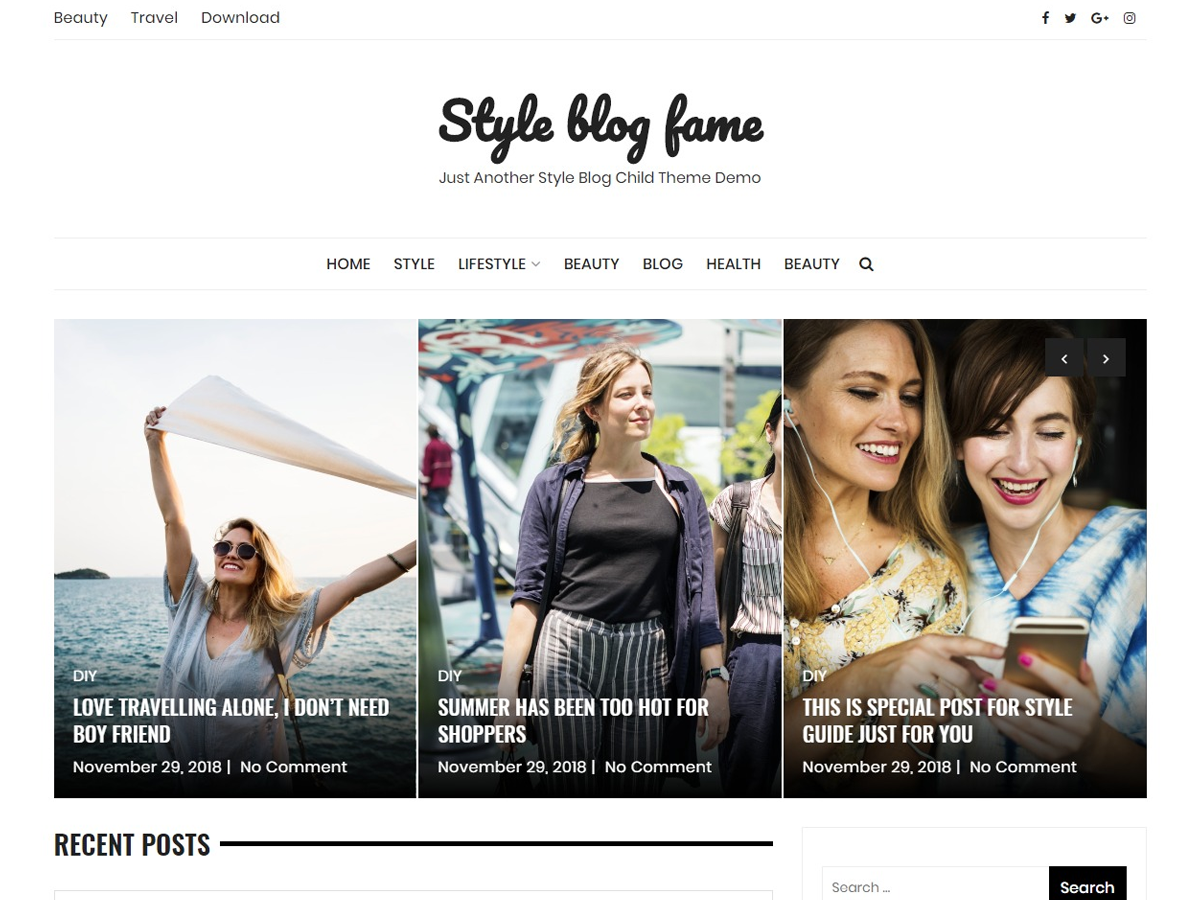 Beauty Travel Download
Style blog fame
Just Another Style Blog Child Theme Demo
HOME STYLE LIFESTYLE BEAUTY BLOG HEALTH BEAUTY
DIY
LOVE TRAVELLING ALONE, I DON'T NEED
BOY FRIEND
November 29, 2018 | No Comment
DIY
SUMMER HAS BEEN TOO HOT FOR
SHOPPERS
November 29, 2018 | No Comment
DIY
THIS IS SPECIAL POST FOR STYLE
GUIDE JUST FOR YOU
November 29, 2018 | No Comment
RECENT POSTS
Search ... Search